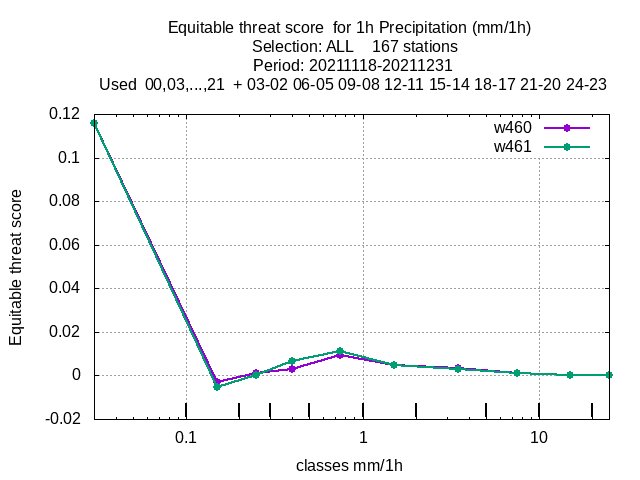 Equitable threat score  for 1h Precipitation (mm/1h)
Selection: ALL    167 stations
Period: 20211118-20211231
Used  00,03,...,21  + 03-02 06-05 09-08 12-11 15-14 18-17 21-20 24-23
w460
w461
0.12
0.1
0.08
0.06
0.04
0.02
0
-0.02
Equitable threat score
0.1
1
10
classes mm/1h